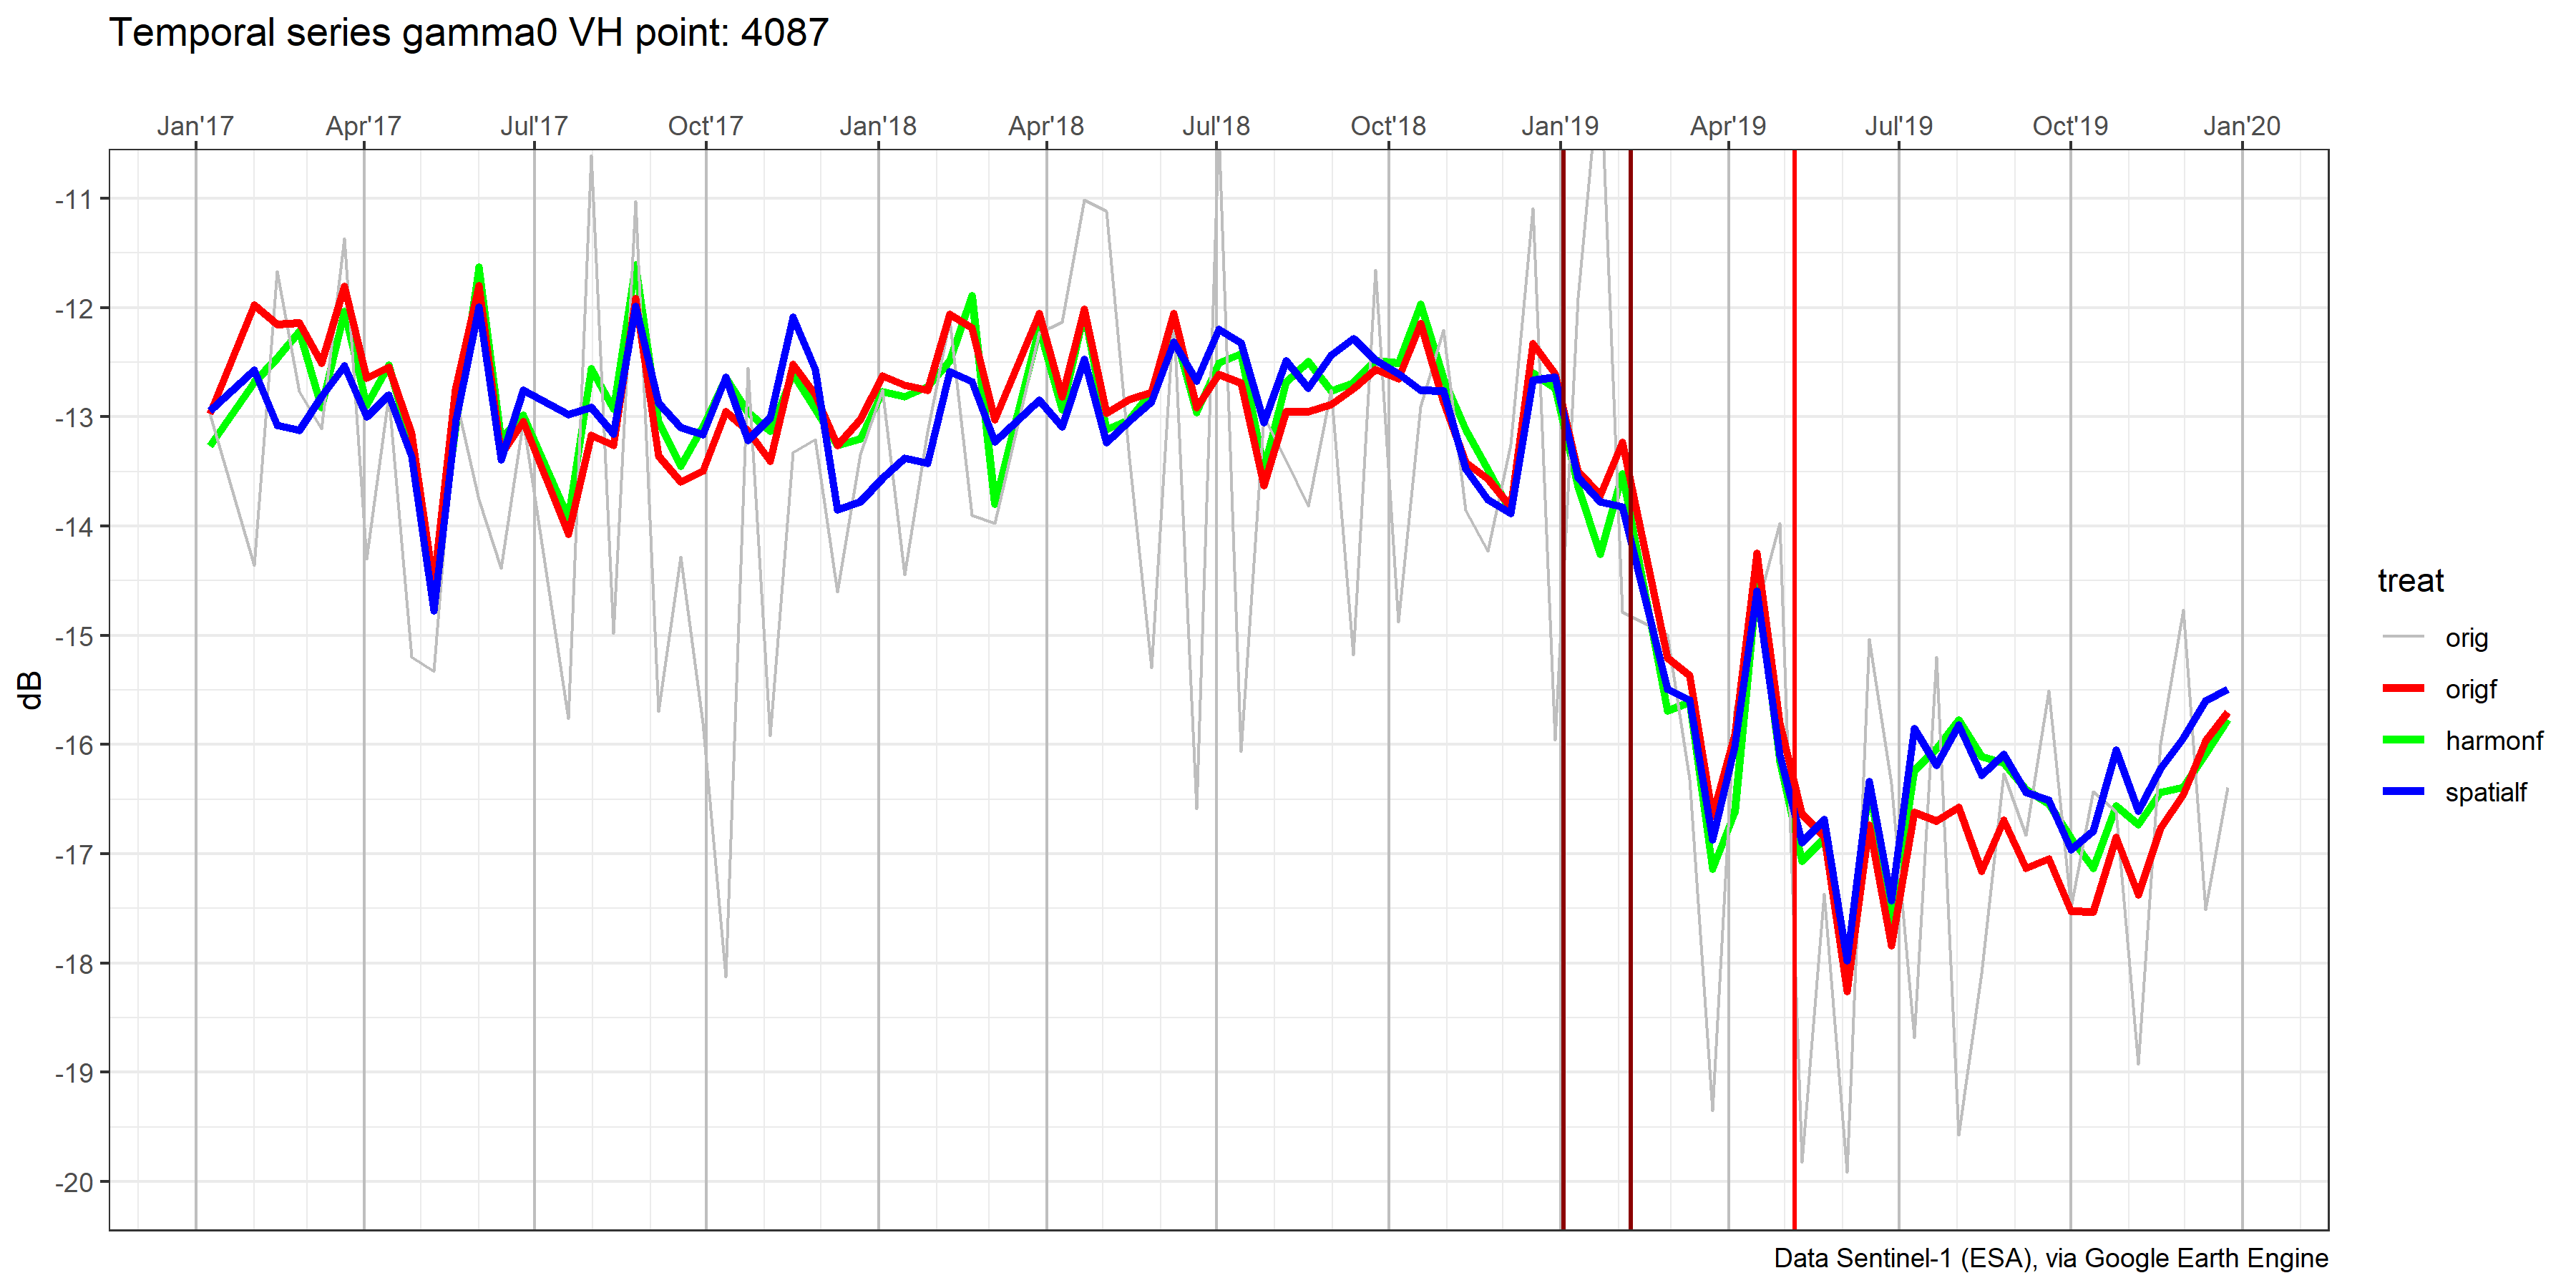 Temporal series gamma0 VH point: 4087
Jan'17 Apr'17 Jul'17 Oct'17 Jan'18 Apr'18 Jul'18 Oct'18 Jan'19 Apr'19 Jul'19 Oct'19 Jan'20
-11
-12
-13
-14
-15
-16
-17
-18
-19
-20
dB
treat
orig
origf
harmonf
spatialf
Data Sentinel-1 (ESA), via Google Earth Engine